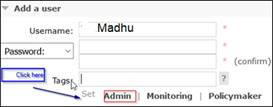 Add a user
Username: Madhu *
Password: *
* (confirm)
Click here
Tags: ?
Set Admin | Monitoring | Policymaker